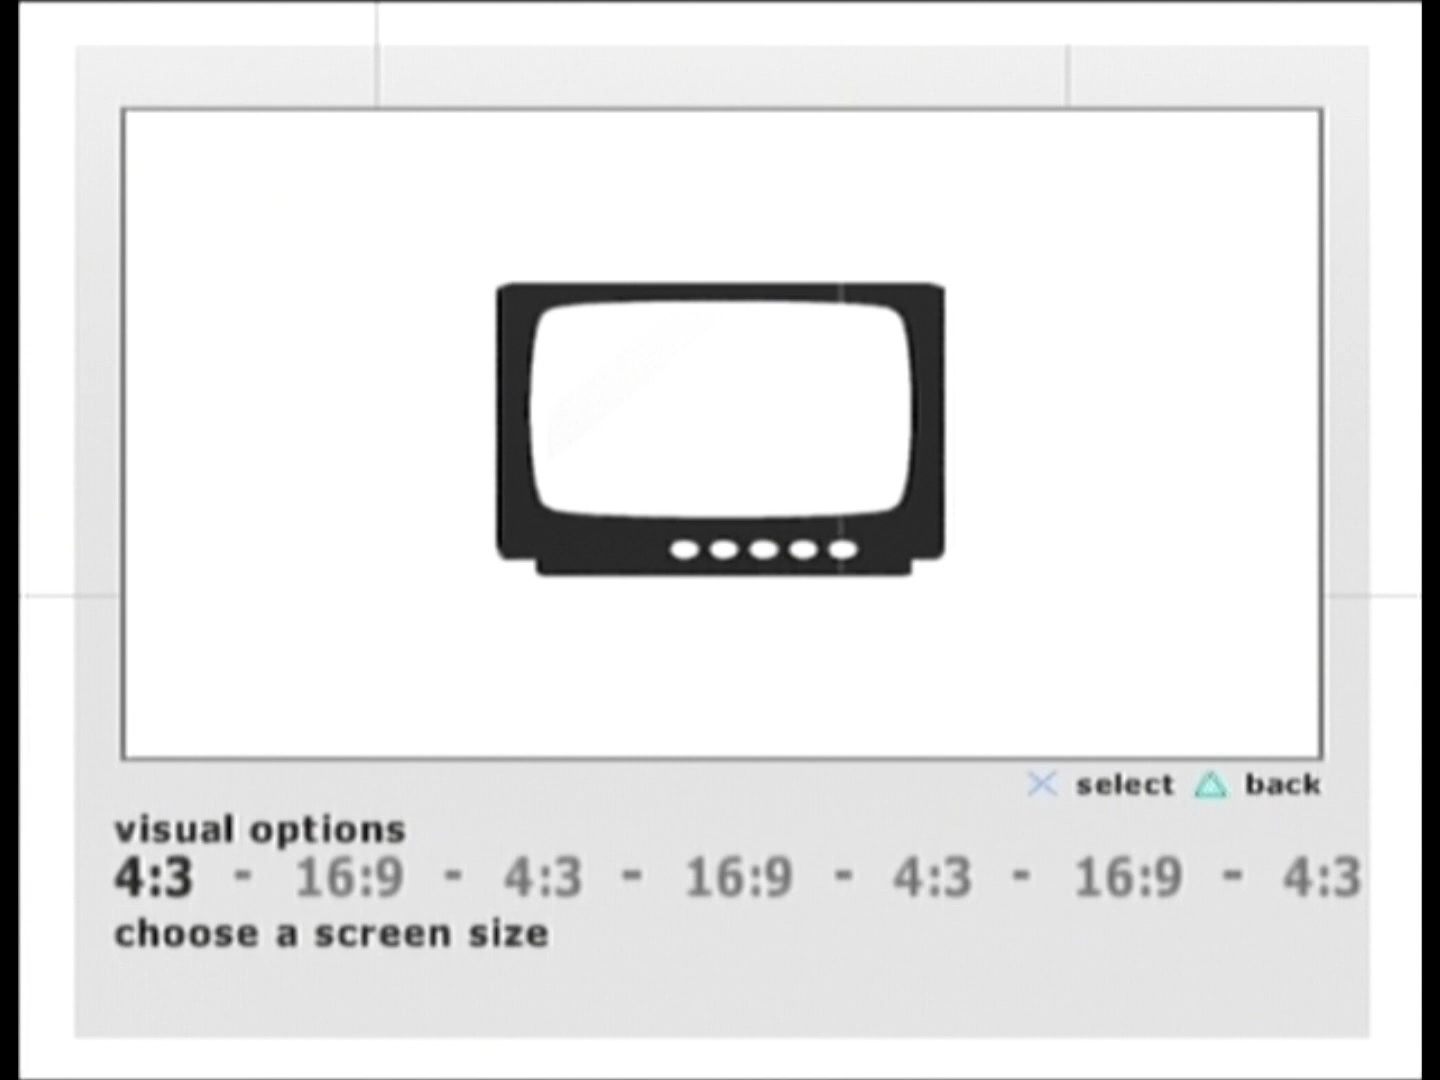 select back
visual options
4:3 - 16:9 - 4:3 - 16:9 - 4:3 - 16:9 - 4:3
choose a screen size